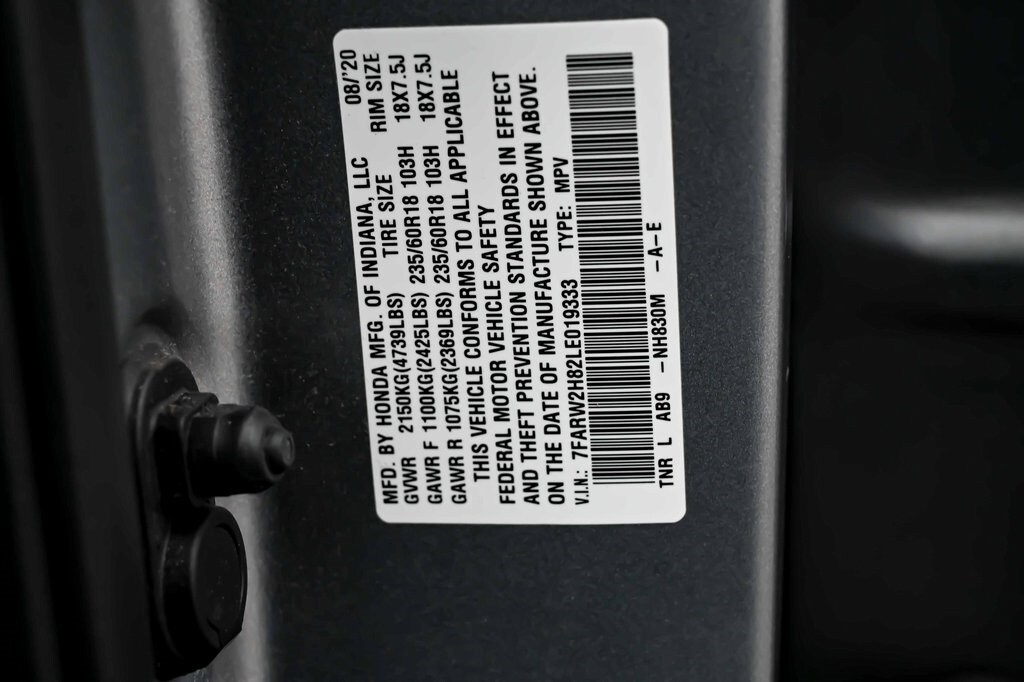 MFD. BY HONDA MFG. OF INDIANA, LLC 08/'20
TIRE SIZE RIM SIZE
GVWR 2150KG(4739LBS)
GAWR F 1100KG(2425LBS) 235/60R18 103H 18X7.5J
GAWR R 1075KG(2369LBS) 235/60R18 103H 18X7.5J
THIS VEHICLE CONFORMS TO ALL APPLICABLE
FEDERAL MOTOR VEHICLE SAFETY
AND THEFT PREVENTION STANDARDS IN EFFECT
ON THE DATE OF MANUFACTURE SHOWN ABOVE.
V.I.N.: 7FARW2H82LE019333 TYPE: MPV
TNR L AB9 -NH830M -A-E